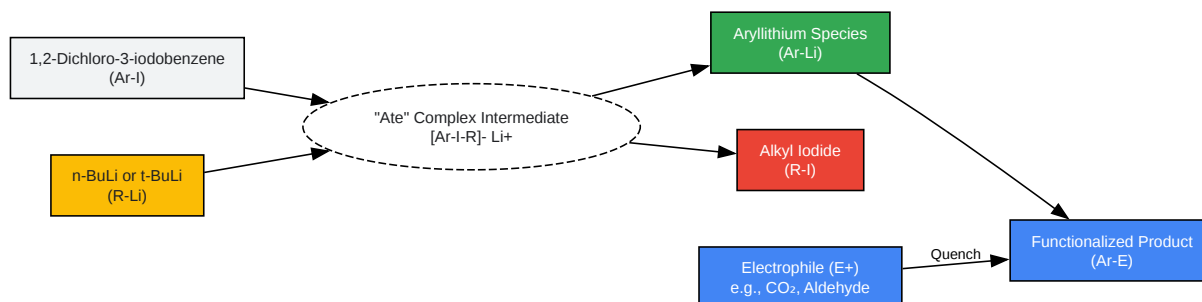 1,2-Dichloro-3-iodobenzene
(Ar-I)
n-BuLi or t-BuLi
(R-Li)
"Ate" Complex Intermediate
[Ar-I-R]- Li+
Aryllithium Species
(Ar-Li)
Alkyl Iodide
(R-I)
Electrophile (E+)
e.g., CO₂, Aldehyde
Quench
Functionalized Product
(Ar-E)